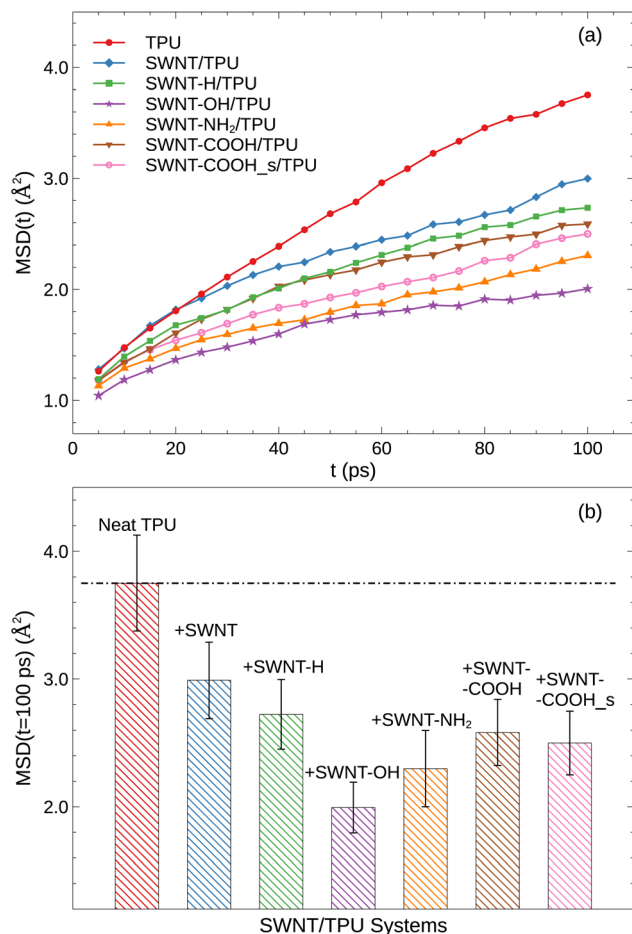 (a)
TPU
SWNT/TPU
SWNT-H/TPU
SWNT-OH/TPU
SWNT-NH₂/TPU
SWNT-COOH/TPU
SWNT-COOH_s/TPU
MSD(t) (Å²)
4.0
3.0
2.0
1.0
0 20 40 60 80 100
t (ps)
(b)
MSD(t=100 ps) (Å²)
4.0
3.0
2.0
Neat TPU
+SWNT
+SWNT-H
+SWNT-OH
+SWNT-NH₂
+SWNT-
-COOH
+SWNT-
-COOH_s
SWNT/TPU Systems